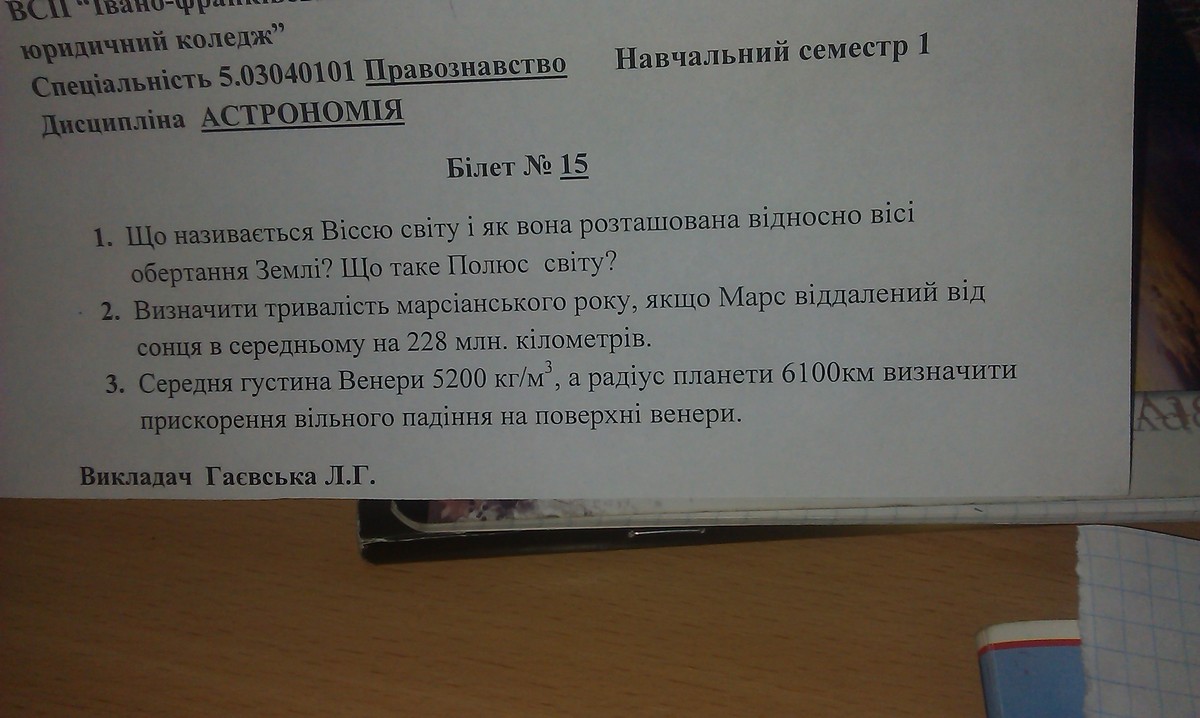 ВСП “Івано-франківс
юридичний коледж”
Спеціальність 5.03040101 Правознавство Навчальний семестр 1
Дисципліна АСТРОНОМІЯ
Білет № 15
1. Що називається Віссю світу і як вона розташована відносно вісі
обертання Землі? Що таке Полюс світу?
2. Визначити тривалість марсіанського року, якщо Марс віддалений від
сонця в середньому на 228 млн. кілометрів.
3. Середня густина Венери 5200 кг/м³, а радіус планети 6100км визначити
прискорення вільного падіння на поверхні венери.
Викладач Гаєвська Л.Г.